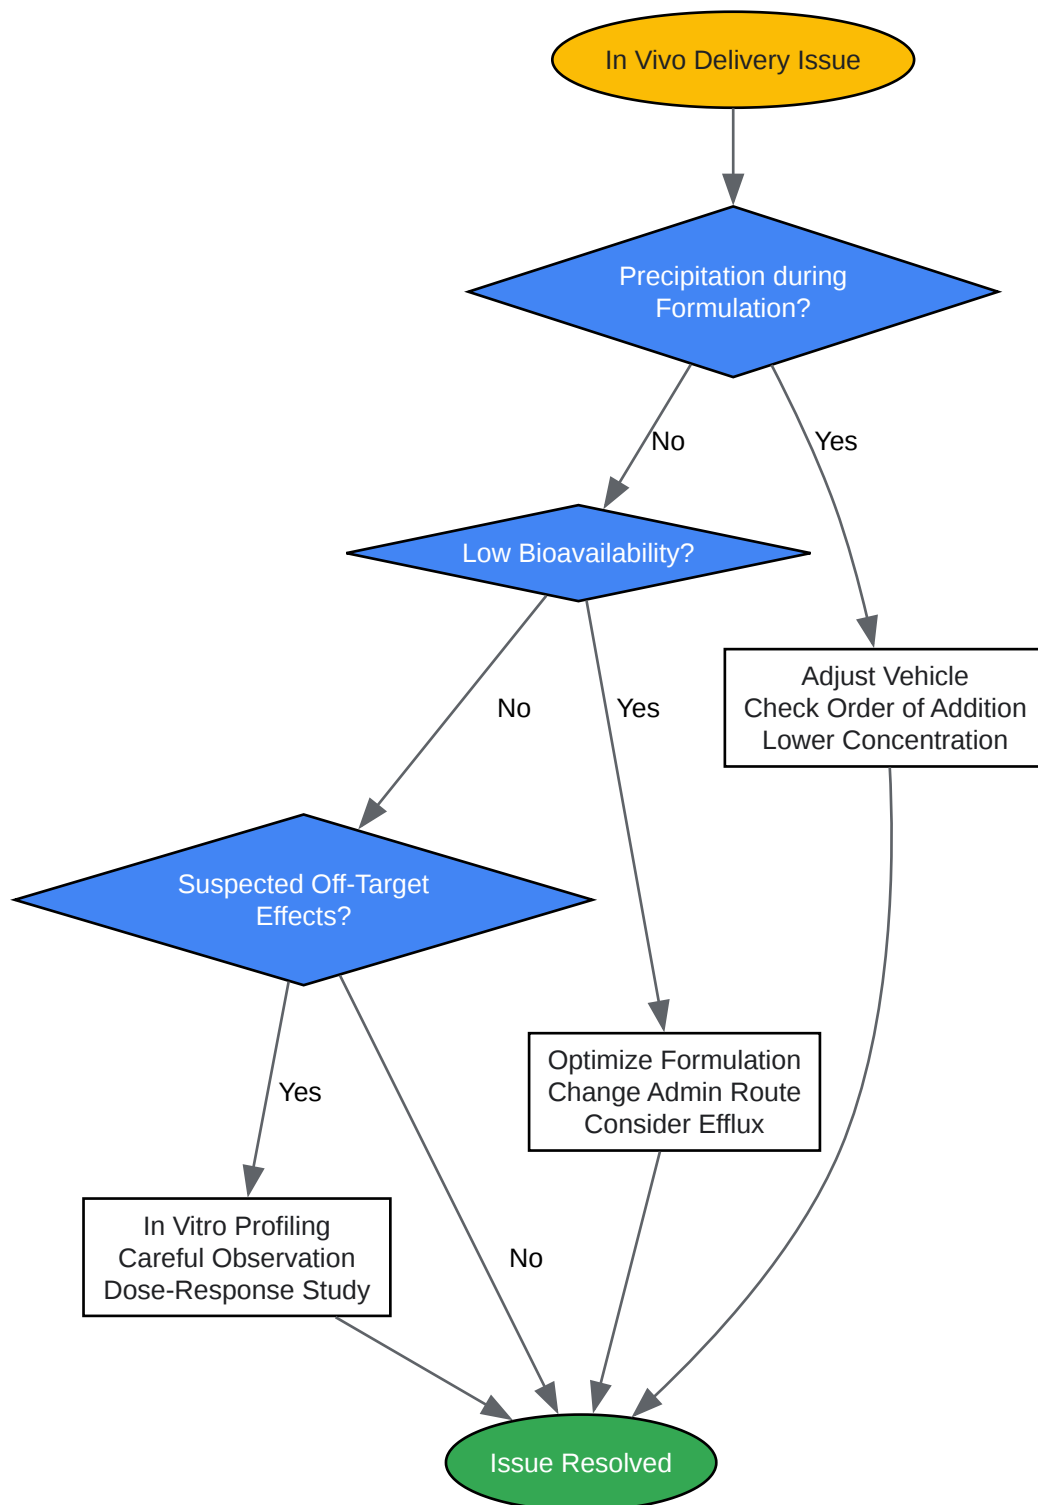 In Vivo Delivery Issue
Precipitation during
Formulation?
No
Yes
Low Bioavailability?
No
Yes
Adjust Vehicle
Check Order of Addition
Lower Concentration
Suspected Off-Target
Effects?
Optimize Formulation
Change Admin Route
Consider Efflux
Yes
In Vitro Profiling
Careful Observation
Dose-Response Study
No
Issue Resolved